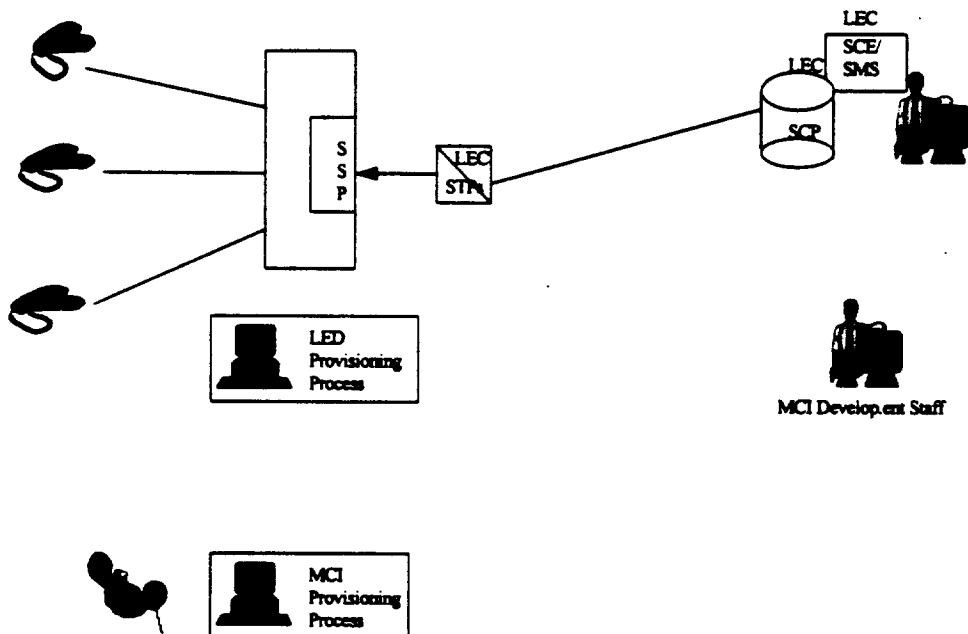 LEC
SCE/
SMS
LEC
SCP
S
S
P
LEC
STPs
LED
Provisioning
Process
MCI Develop.ent Staff
MCI
Provisioning
Process